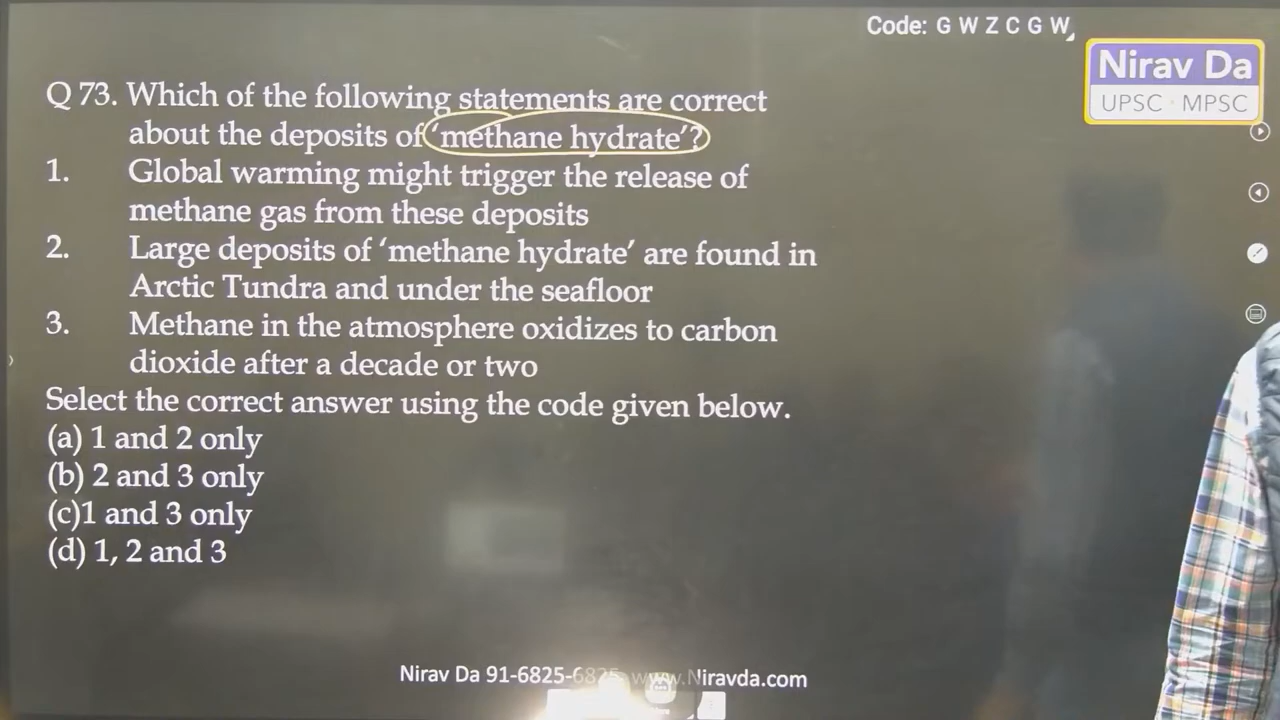 Code: G W Z C G W
Nirav Da
UPSC · MPSC
Q 73. Which of the following statements are correct
about the deposits of 'methane hydrate'?
1. Global warming might trigger the release of
methane gas from these deposits
2. Large deposits of 'methane hydrate' are found in
Arctic Tundra and under the seafloor
3. Methane in the atmosphere oxidizes to carbon
dioxide after a decade or two
Select the correct answer using the code given below.
(a) 1 and 2 only
(b) 2 and 3 only
(c)1 and 3 only
(d) 1, 2 and 3
Nirav Da 91-6825-6825 www.Niravda.com